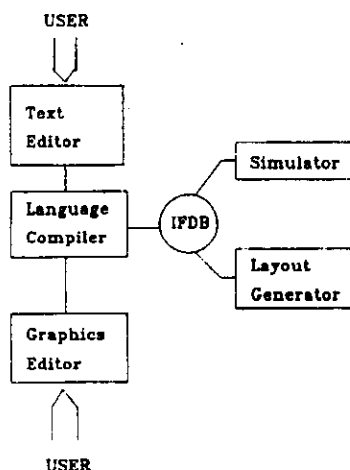 USER
Text
Editor
Language
Compiler
IFDB
Simulator
Layout
Generator
Graphics
Editor
USER